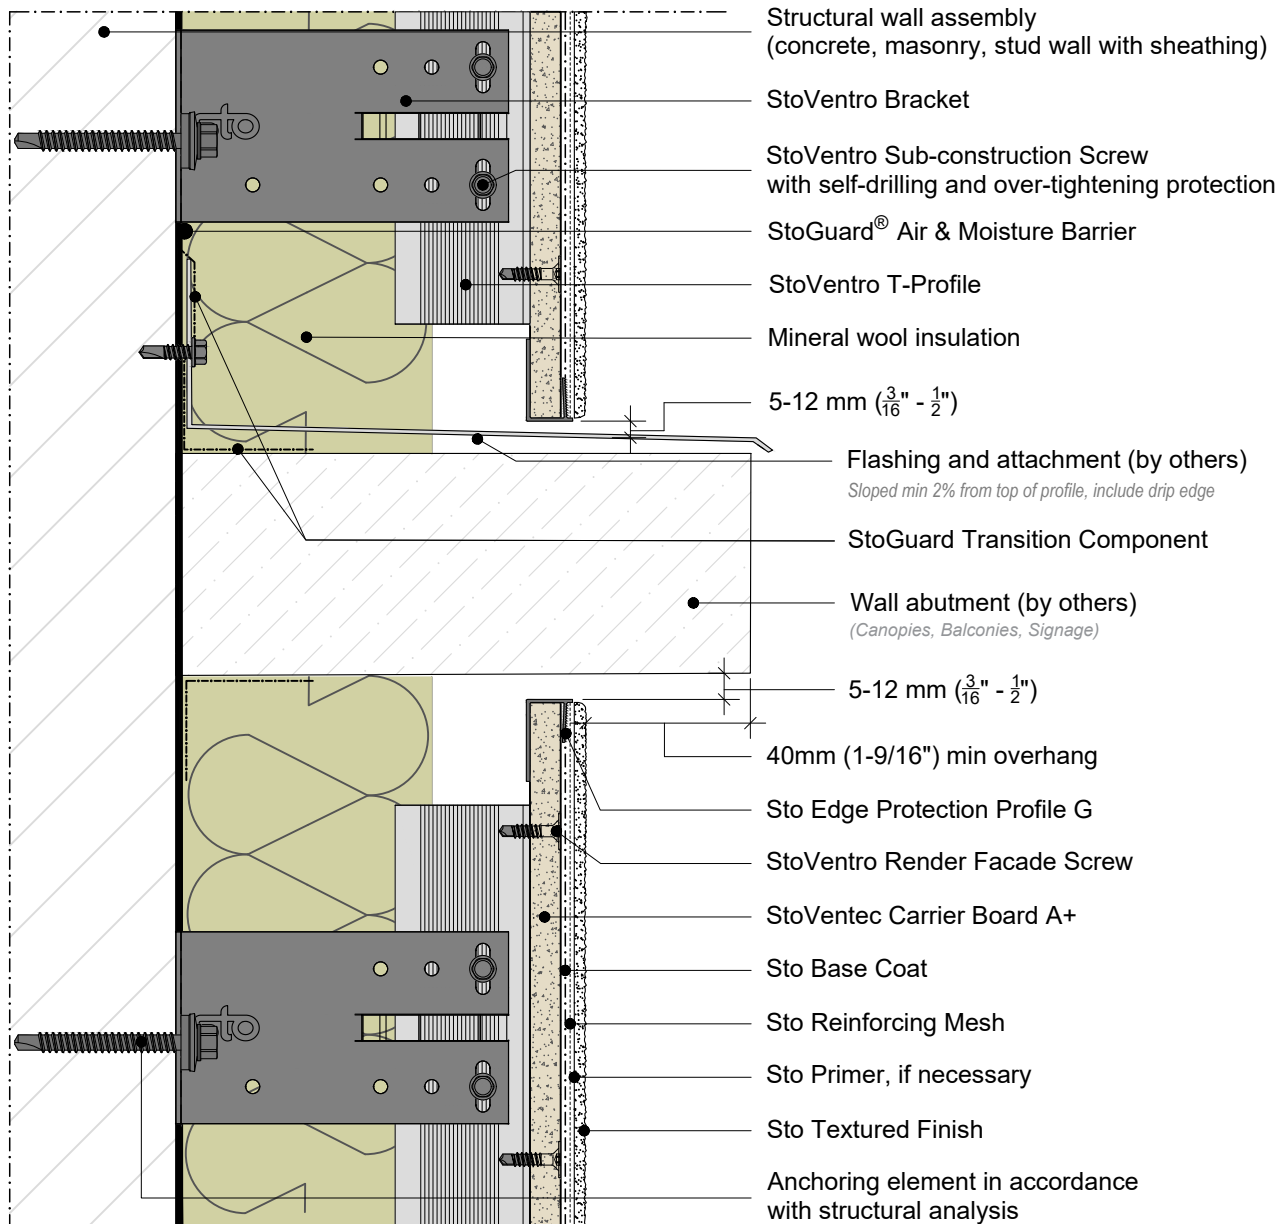 Structural wall assembly
(concrete, masonry, stud wall with sheathing)
StoVentro Bracket
StoVentro Sub-construction Screw
with self-drilling and over-tightening protection
StoGuard® Air & Moisture Barrier
StoVentro T-Profile
Mineral wool insulation
5-12 mm (3/16" - 1/2")
Flashing and attachment (by others)
Sloped min 2% from top of profile, include drip edge
StoGuard Transition Component
Wall abutment (by others)
(Canopies, Balconies, Signage)
5-12 mm (3/16" - 1/2")
40mm (1-9/16") min overhang
Sto Edge Protection Profile G
StoVentro Render Facade Screw
StoVentec Carrier Board A+
Sto Base Coat
Sto Reinforcing Mesh
Sto Primer, if necessary
Sto Textured Finish
Anchoring element in accordance
with structural analysis